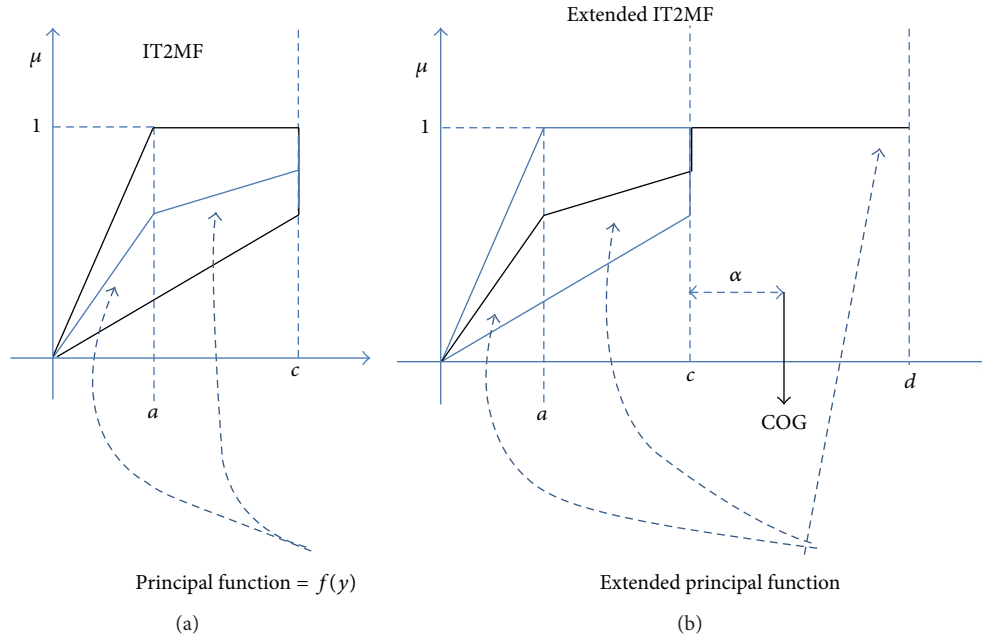 IT2MF
μ
1
a
c
Principal function = f(y)
(a)
Extended IT2MF
μ
1
α
a
c
d
COG
Extended principal function
(b)